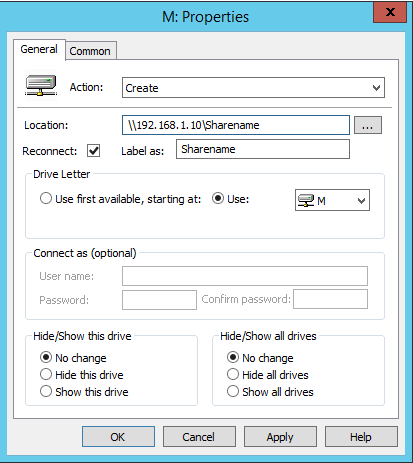 M: Properties
x
General Common
Action: Create
Location: \\192.168.1.10\Sharename ...
Reconnect: Label as: Sharename
Drive Letter
Use first available, starting at: Use: M
Connect as (optional)
User name:
Password: Confirm password:
Hide/Show this drive Hide/Show all drives
No change No change
Hide this drive Hide all drives
Show this drive Show all drives
OK Cancel Apply Help